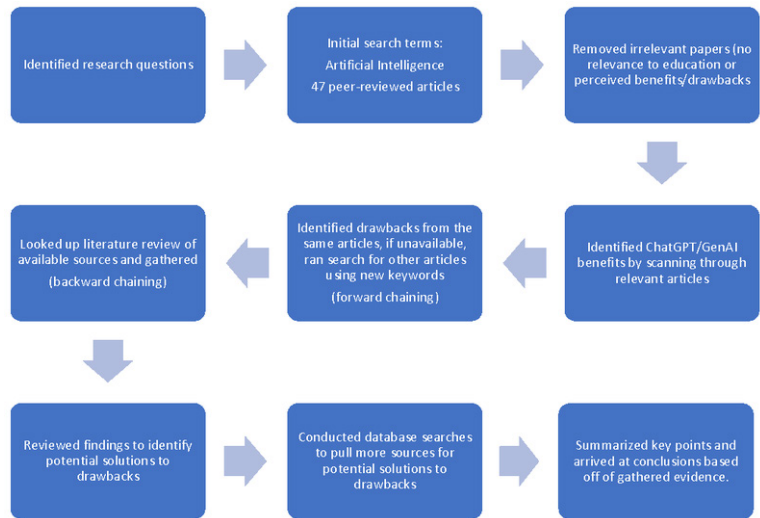 Identified research questions
Initial search terms:
Artificial Intelligence
47 peer-reviewed articles
Removed irrelevant papers (no
relevance to education or
perceived benefits/drawbacks
Identified ChatGPT/GenAI
benefits by scanning through
relevant articles
Identified drawbacks from the
same articles, if unavailable,
ran search for other articles
using new keywords
(forward chaining)
Looked up literature review of
available sources and gathered
(backward chaining)
Reviewed findings to identify
potential solutions to
drawbacks
Conducted database searches
to pull more sources for
potential solutions to
drawbacks
Summarized key points and
arrived at conclusions based
off of gathered evidence.